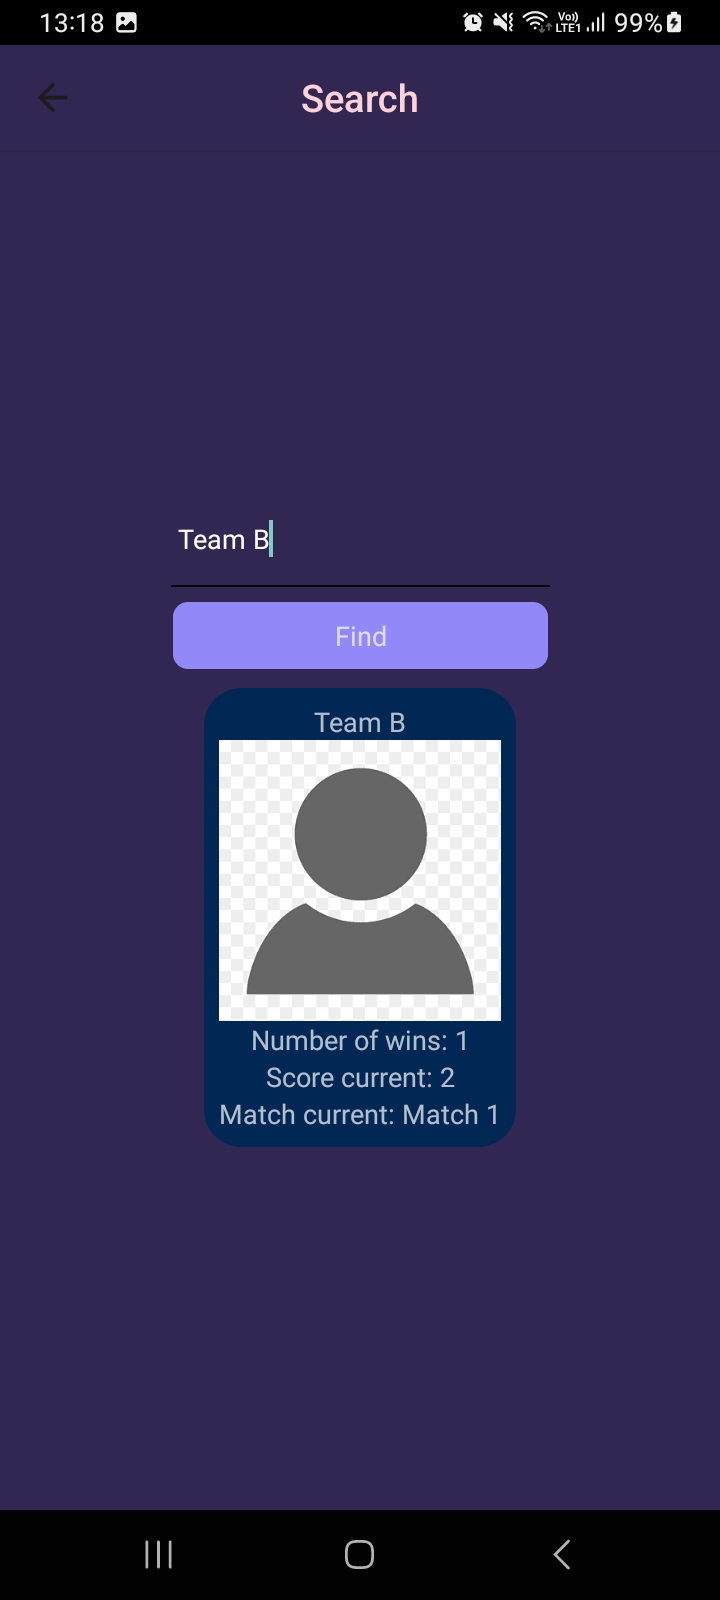 13:18
Vo)) LTE1 99%
Search
Team B
Find
Team B
Number of wins: 1
Score current: 2
Match current: Match 1